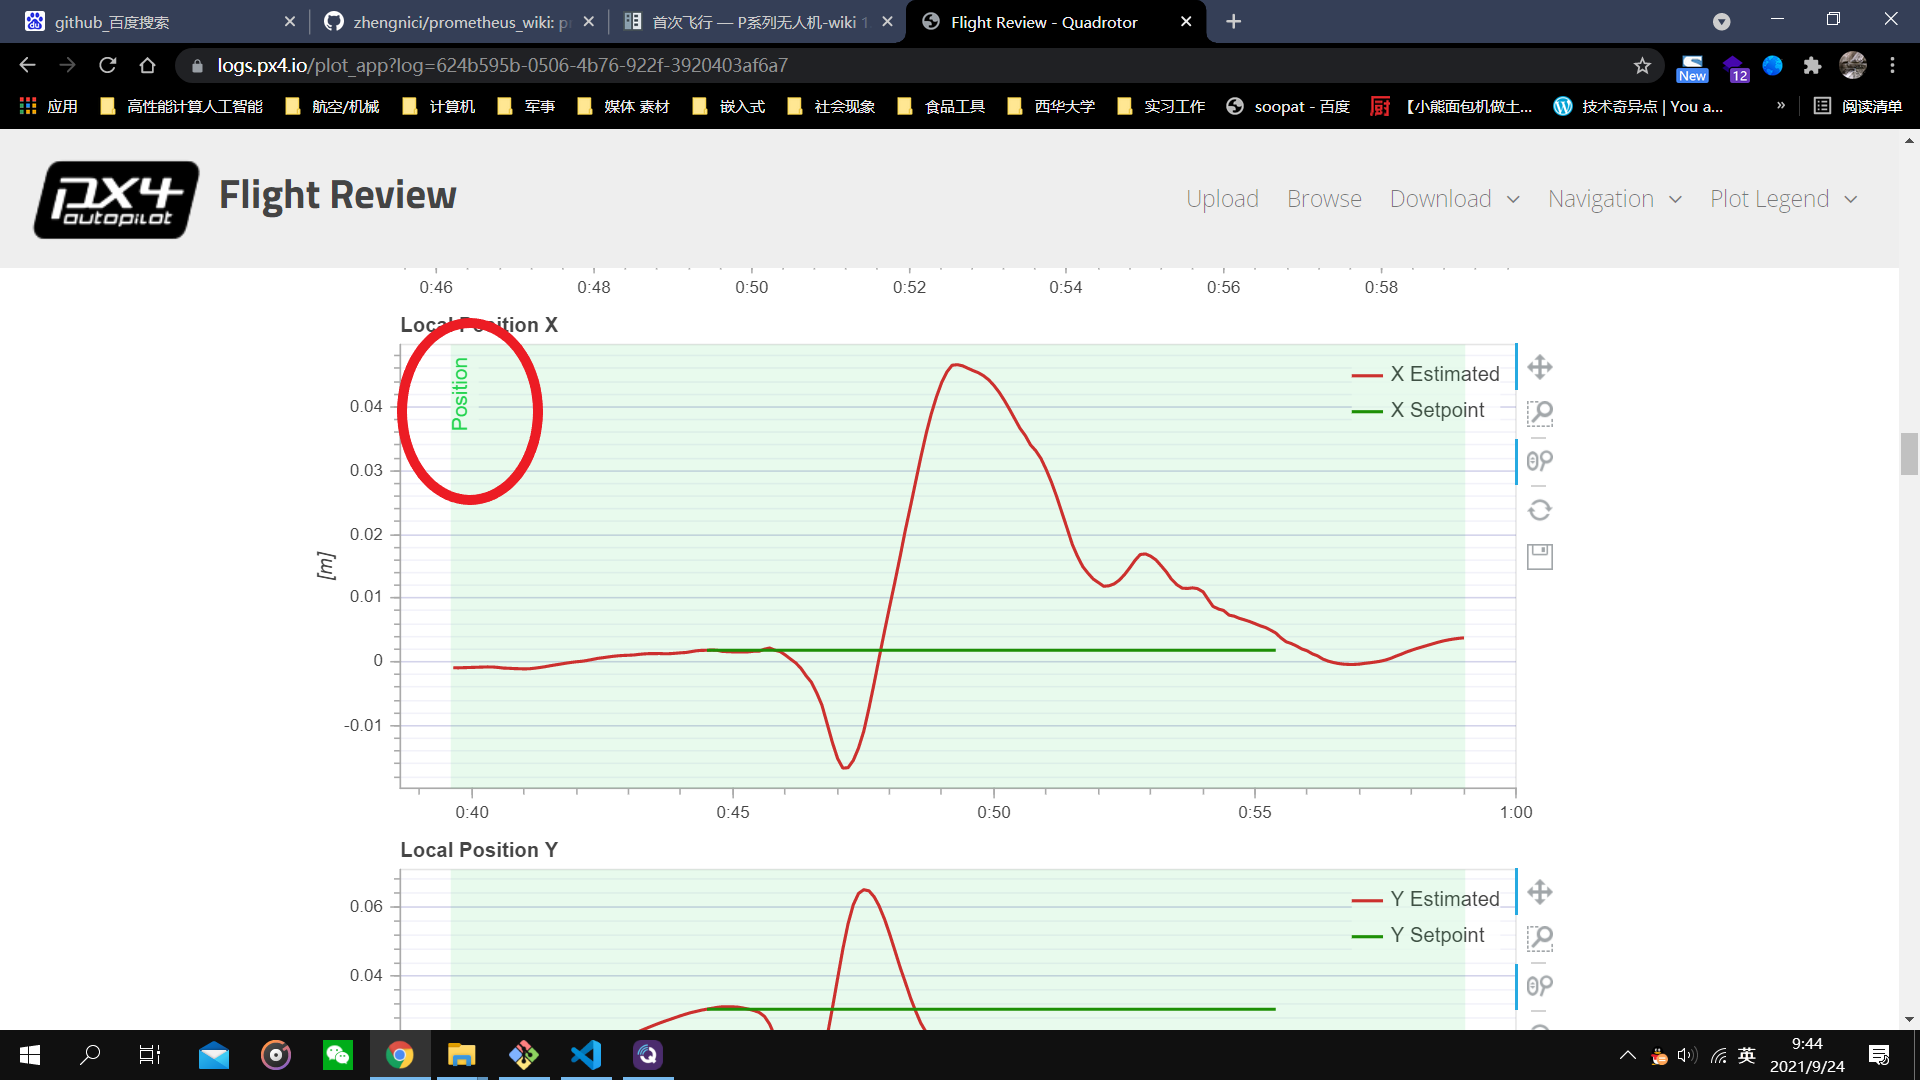 github_百度搜索
zhengnici/prometheus_wiki: pr
首次飞行 — P系列无人机-wiki 1
Flight Review - Quadrotor
logs.px4.io/plot_app?log=624b595b-0506-4b76-922f-3920403af6a7
New
12
应用
高性能计算人工智能
航空/机械
计算机
军事
媒体 素材
嵌入式
社会现象
食品工具
西华大学
实习工作
soopat - 百度
厨
【小熊面包机做土...
技术奇异点 | You a...
»
阅读清单
px4
autopilot
Flight Review
Upload
Browse
Download
Navigation
Plot Legend
0:46 0:48 0:50 0:52 0:54 0:56 0:58
Local Position X
Position
X Estimated
X Setpoint
0.04
0.03
0.02
0.01
0
-0.01
[m]
0:40 0:45 0:50 0:55 1:00
Local Position Y
Y Estimated
Y Setpoint
0.06
0.04
英
9:44
2021/9/24